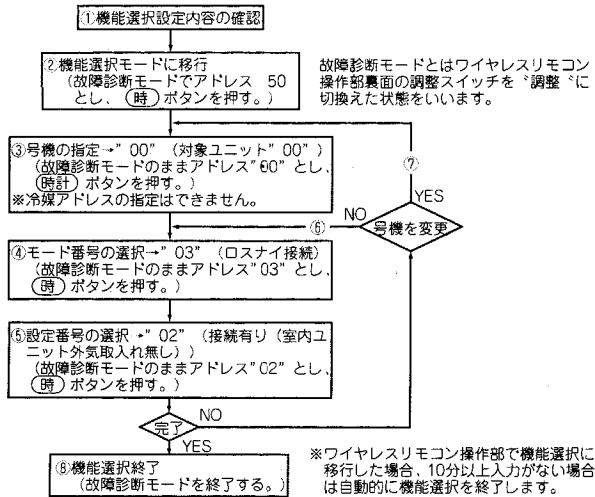 ①機能選択設定内容の確認
②機能選択モードに移行
(故障診断モードでアドレス 50
とし、(時)ボタンを押す。)
故障診断モードとはワイヤレスリモコン
操作部裏面の調整スイッチを〝調整〝に
切換えた状態をいいます。
③号機の指定→"00"(対象ユニット"00")
(故障診断モードのままアドレス"00"とし、
(時計)ボタンを押す。)
※冷媒アドレスの指定はできません。
⑦
YES
NO
⑥
号機を変更
④モード番号の選択→"03"(ロスナイ接続)
(故障診断モードのままアドレス"03"とし、
(時)ボタンを押す。)
⑤設定番号の選択→"02"(接続有り(室内ユ
ニット外気取入れ無し))
(故障診断モードのままアドレス"02"とし、
(時)ボタンを押す。)
完了
NO
YES
⑧機能選択終了
(故障診断モードを終了する。)
※ワイヤレスリモコン操作部で機能選択に
移行した場合、10分以上入力がない場合
は自動的に機能選択を終了します。